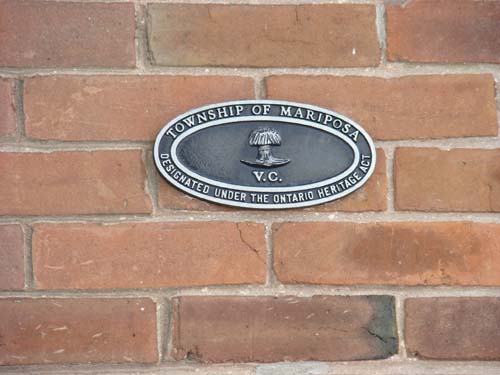 TOWNSHIP OF MARIPOSA
V.C.
DESIGNATED UNDER THE ONTARIO HERITAGE ACT